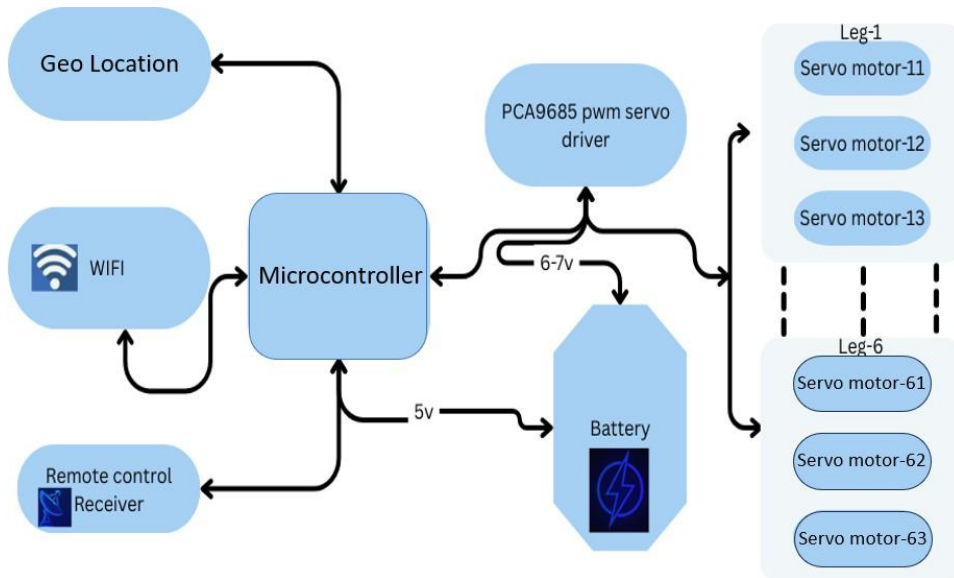 Geo Location
WIFI
Microcontroller
Remote control
Receiver
PCA9685 pwm servo
driver
6-7v
5v
Battery
Leg-1
Servo motor-11
Servo motor-12
Servo motor-13
Leg-6
Servo motor-61
Servo motor-62
Servo motor-63